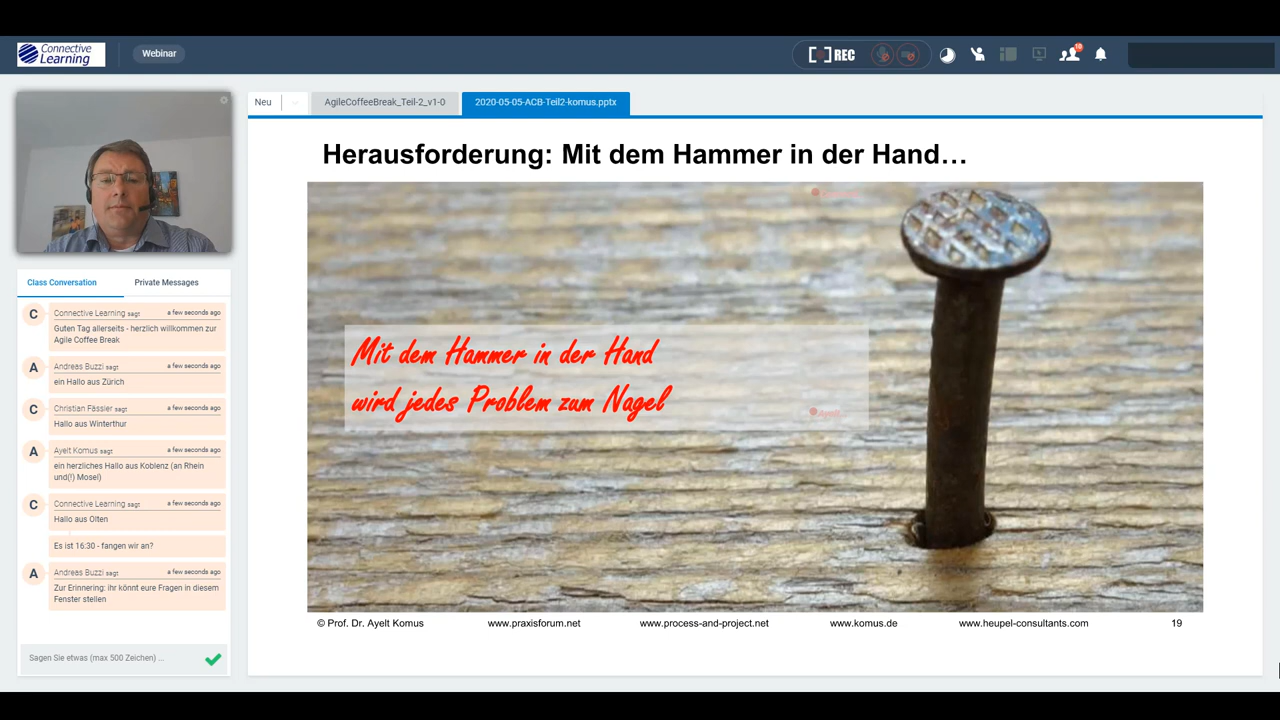 Connective
Learning
Webinar
REC
10
Neu
AgileCoffeeBreak_Teil-2_v1-0
2020-05-05-ACB-Teil2-komus.pptx
Herausforderung: Mit dem Hammer in der Hand…
Mit dem Hammer in der Hand
wird jedes Problem zum Nagel
Ayelt
© Prof. Dr. Ayelt Komus
www.praxisforum.net
www.process-and-project.net
www.komus.de
www.heupel-consultants.com
19
Class Conversation
Private Messages
C
Connective Learning sagt
a few seconds ago
Guten Tag allerseits - herzlich willkommen zur
Agile Coffee Break
A
Andreas Buzzi sagt
a few seconds ago
ein Hallo aus Zürich
C
Christian Fässler sagt
a few seconds ago
Hallo aus Winterthur
A
Ayelt Komus sagt
a few seconds ago
ein herzliches Hallo aus Koblenz (an Rhein
und(!) Mosel)
C
Connective Learning sagt
a few seconds ago
Hallo aus Olten
Es ist 16:30 - fangen wir an?
A
Andreas Buzzi sagt
a few seconds ago
Zur Erinnerung: ihr könnt eure Fragen in diesem
Fenster stellen
Sagen Sie etwas (max 500 Zeichen) ...